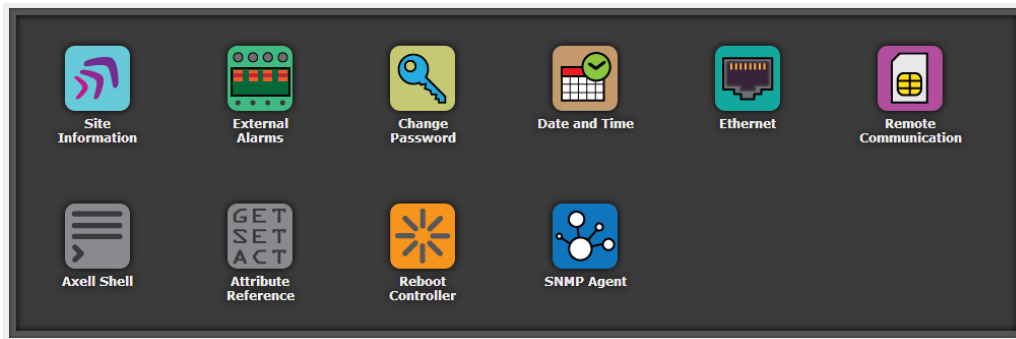 Site
Information
External
Alarms
Change
Password
Date and Time
Ethernet
Remote
Communication
GET
SET
ACT
Axell Shell
Attribute
Reference
Reboot
Controller
SNMP Agent